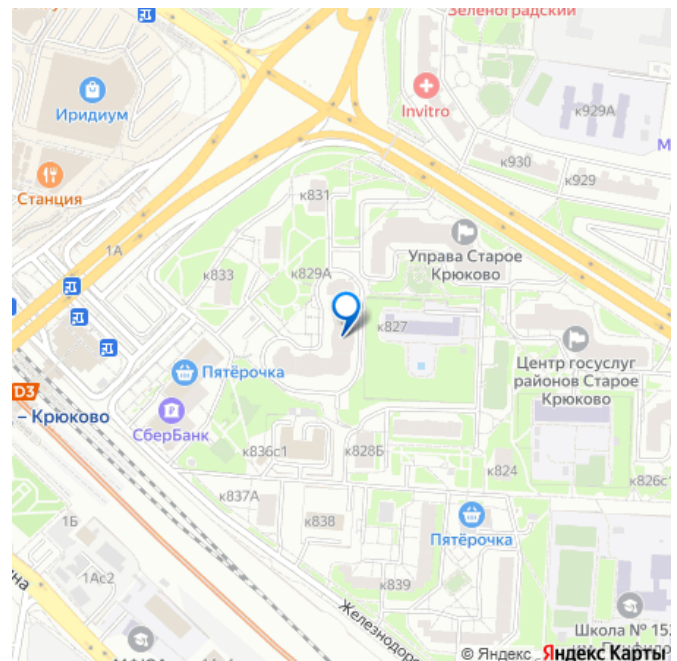 Зеленоградский
Иридиум
Invitro
к929А
М
к930
к929
Станция
к831
Управа Старое
Крюково
1А
к833
к829А
к827
Центр госуслуг
районов Старое
Крюково
Пятёрочка
D3
– Крюково
СберБанк
к836с1
к828Б
к824
к826с1
к837А
к838
Пятёрочка
1Б
к839
1Ас2
Железнодоро
Школа № 152
© Яндекс Яндекс Карты